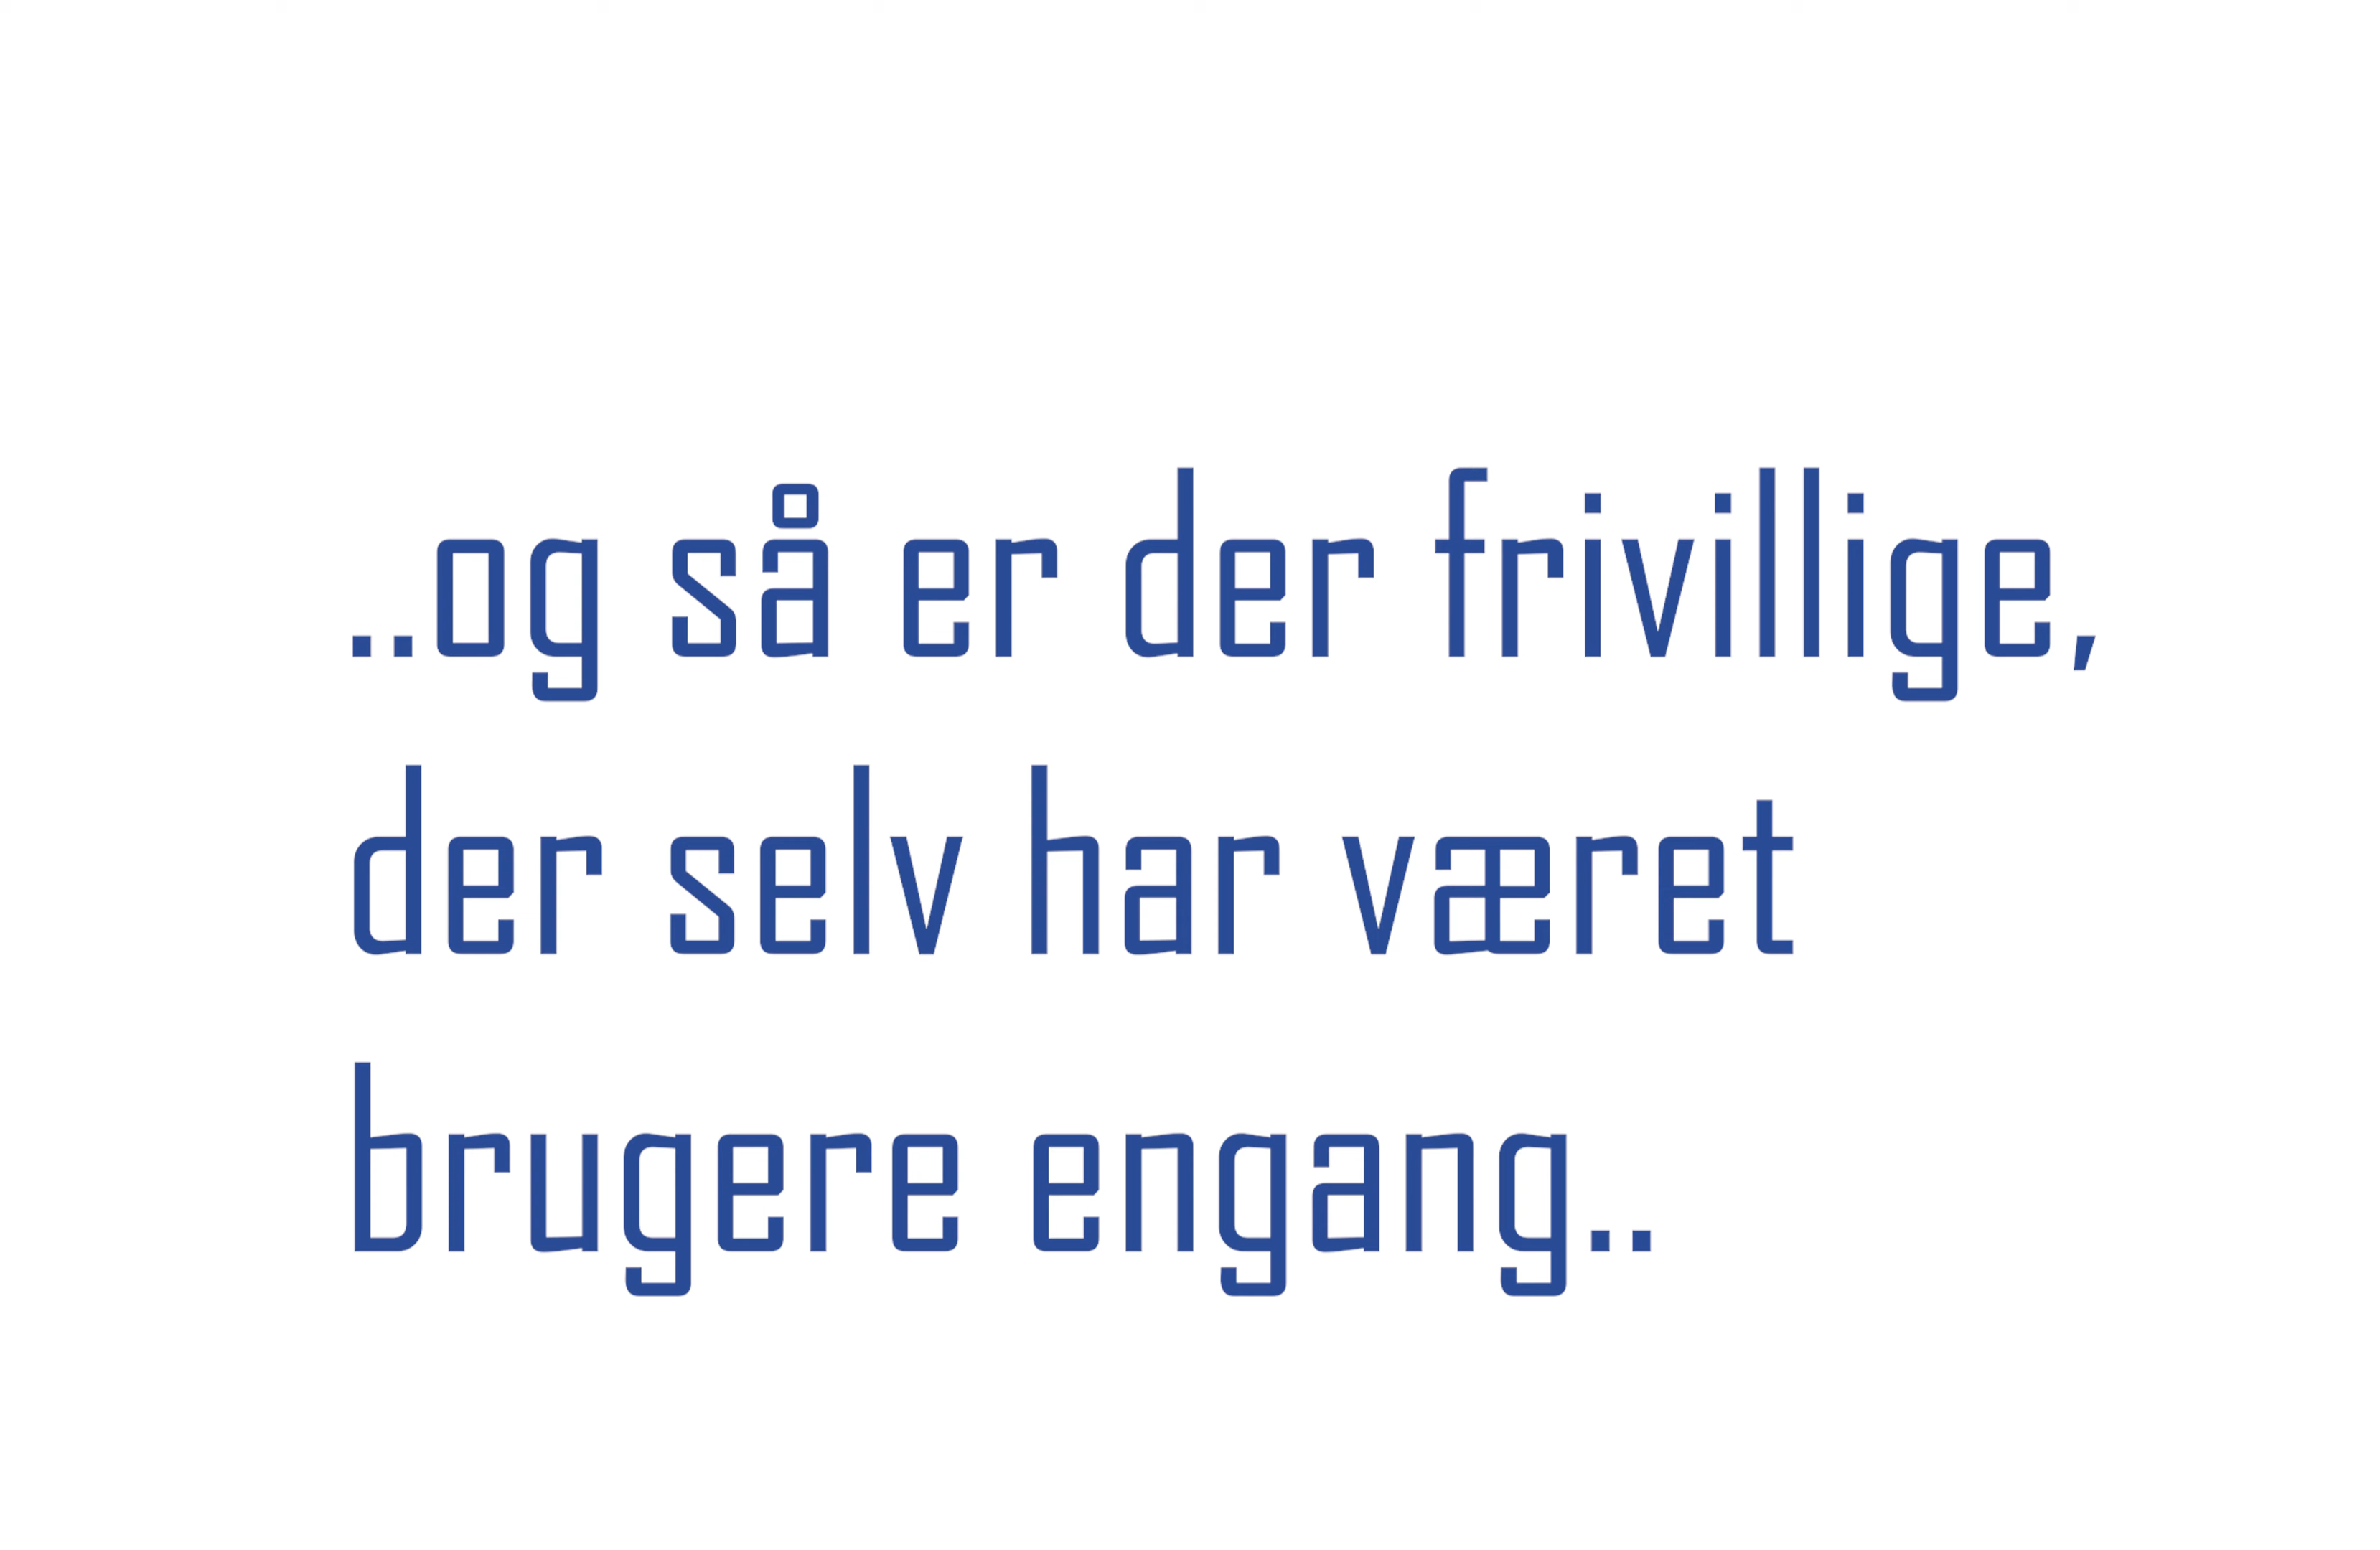 ..og så er der frivillige,
der selv har været
brugere engang..